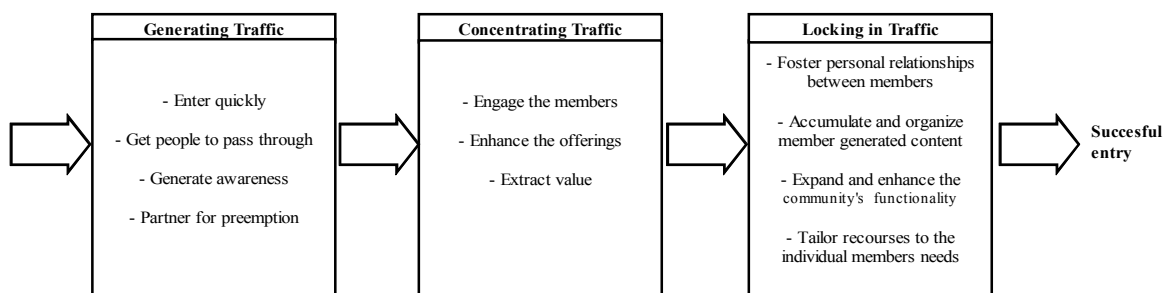 Generating Traffic
- Enter quickly
- Get people to pass through
- Generate awareness
- Partner for preemption
Concentrating Traffic
- Engage the members
- Enhance the offerings
- Extract value
Locking in Traffic
- Foster personal relationships
between members
- Accumulate and organize
member generated content
- Expand and enhance the
community's functionality
- Tailor recourses to the
individual members needs
Succesful
entry